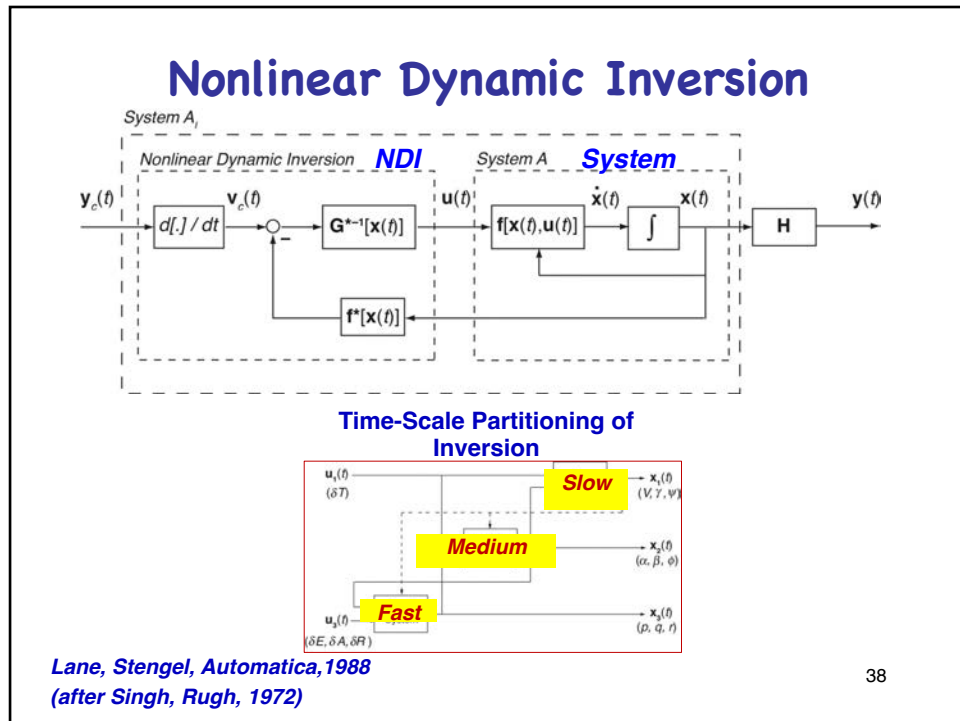 Nonlinear Dynamic Inversion
System A_I
Nonlinear Dynamic Inversion NDI
System A System
y_c(t)
d[.] / dt
v_c(t)
–
G*⁻¹[x(t)]
u(t)
f[x(t),u(t)]
ẋ(t)
∫
x(t)
H
y(t)
f*[x(t)]
Time-Scale Partitioning of
Inversion
u₁(t)
(δT)
Slow
x₁(t)
(V, γ, ψ)
Medium
x₂(t)
(α, β, ϕ)
Fast
u₃(t)
(δE, δA, δR)
x₃(t)
(p, q, r)
Lane, Stengel, Automatica,1988
(after Singh, Rugh, 1972)
38